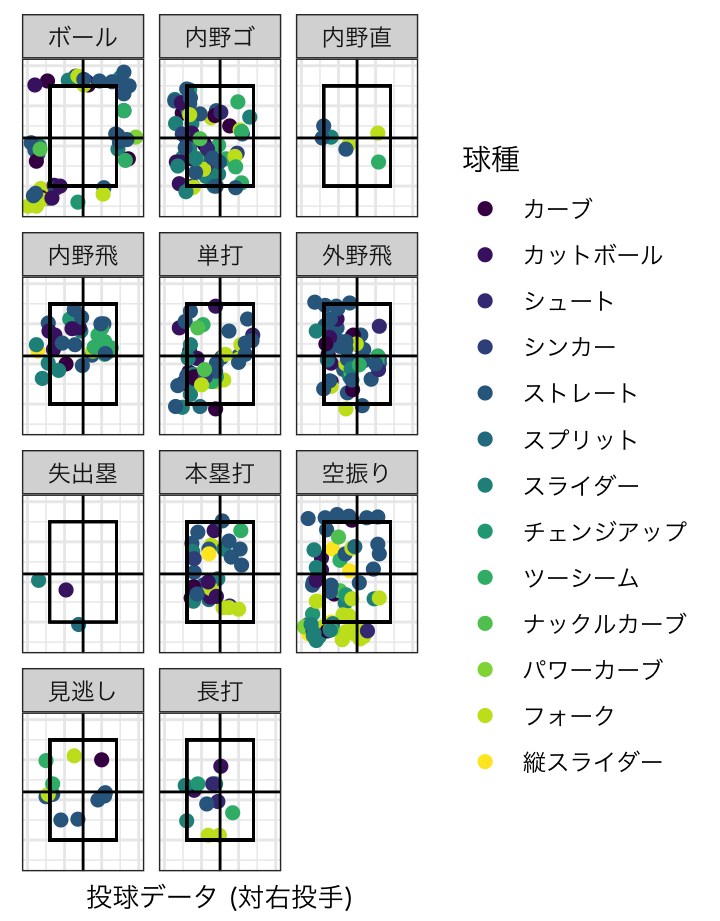 ボール
内野ゴ
内野直
内野飛
単打
外野飛
失出塁
本塁打
空振り
見逃し
長打
球種
カーブ
カットボール
シュート
シンカー
ストレート
スプリット
スライダー
チェンジアップ
ツーシーム
ナックルカーブ
パワーカーブ
フォーク
縦スライダー
投球データ (対右投手)